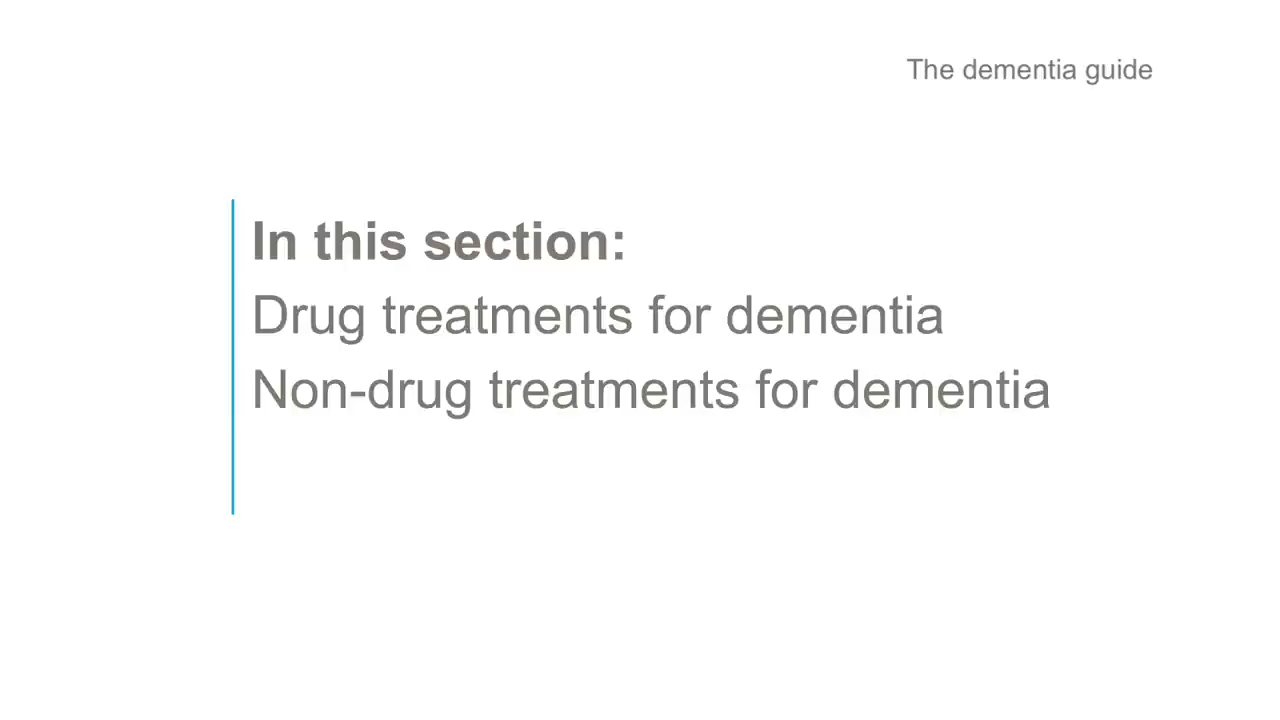 The dementia guide
In this section:
Drug treatments for dementia
Non-drug treatments for dementia